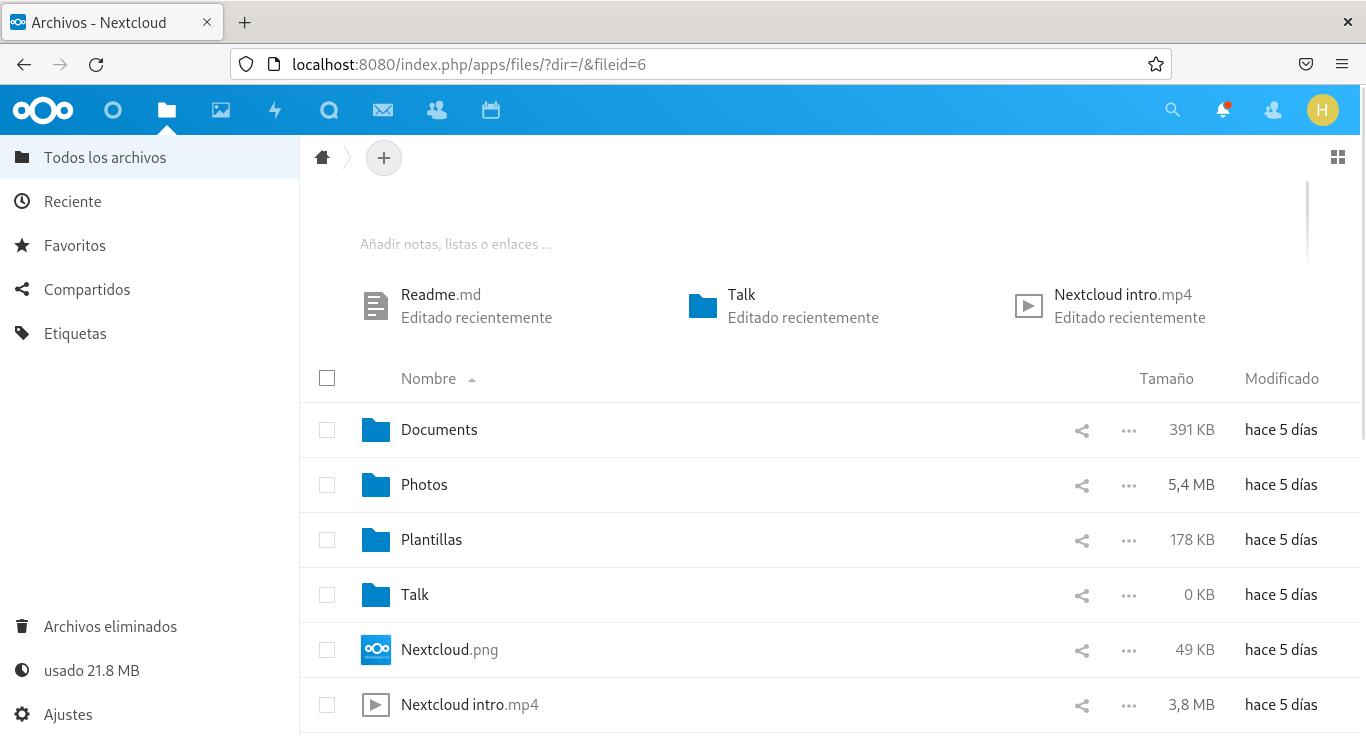 Archivos - Nextcloud
localhost:8080/index.php/apps/files/?dir=/&fileid=6
H
Todos los archivos
Reciente
Favoritos
Compartidos
Etiquetas
Archivos eliminados
usado 21.8 MB
Ajustes
Añadir notas, listas o enlaces ...
Readme.md
Editado recientemente
Talk
Editado recientemente
Nextcloud intro.mp4
Editado recientemente
Nombre Tamaño Modificado
Documents 391 KB hace 5 días
Photos 5,4 MB hace 5 días
Plantillas 178 KB hace 5 días
Talk 0 KB hace 5 días
Nextcloud.png 49 KB hace 5 días
Nextcloud intro.mp4 3,8 MB hace 5 días